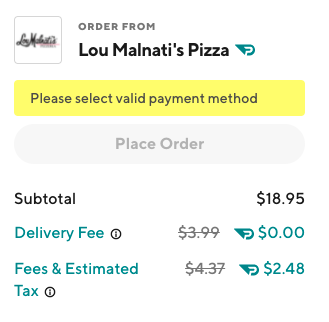 ORDER FROM
Lou Malnati's
Lou Malnati's Pizza
Please select valid payment method
Place Order
Subtotal $18.95
Delivery Fee $3.99 $0.00
Fees & Estimated $4.37 $2.48
Tax